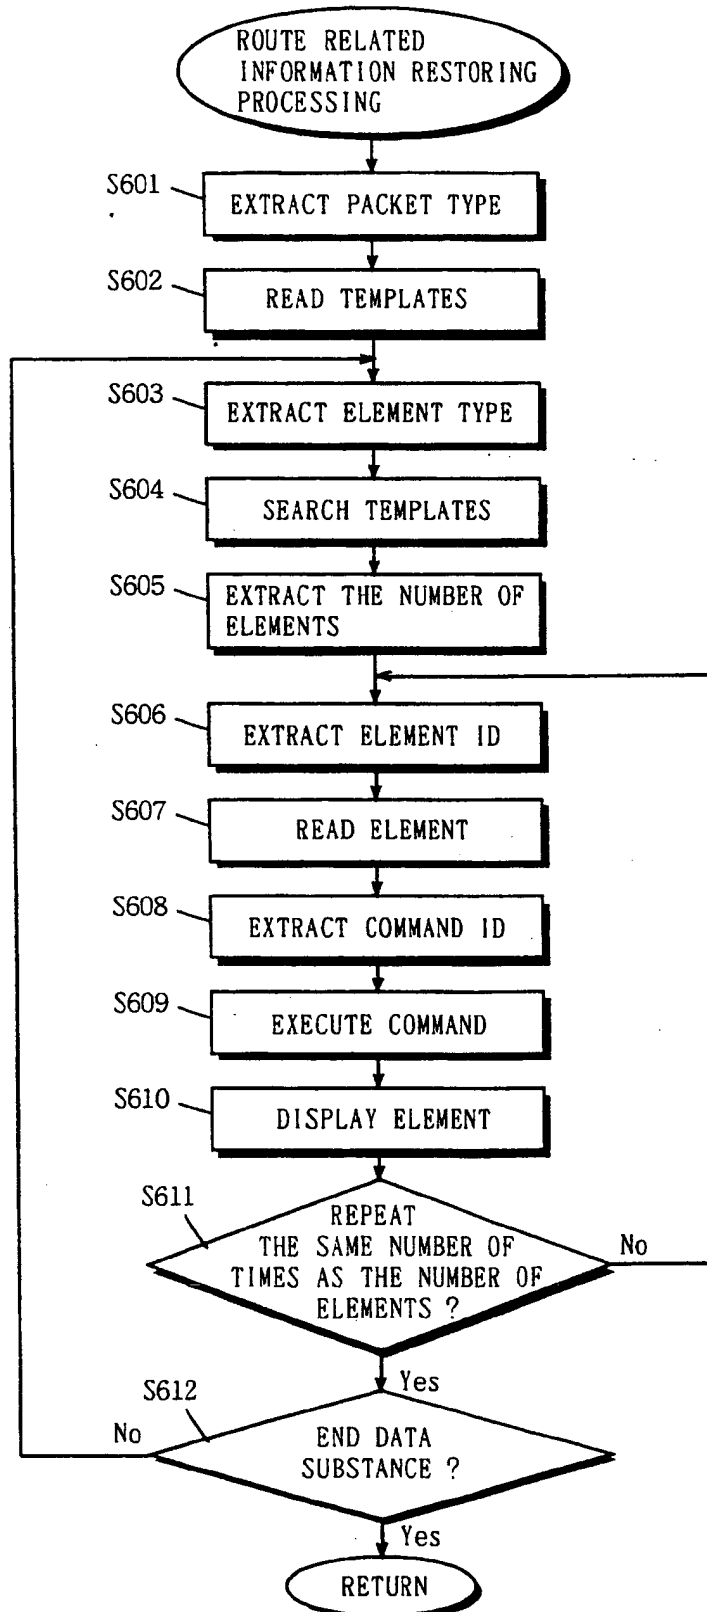 ROUTE RELATED
INFORMATION RESTORING
PROCESSING
S601
EXTRACT PACKET TYPE
S602
READ TEMPLATES
S603
EXTRACT ELEMENT TYPE
S604
SEARCH TEMPLATES
S605
EXTRACT THE NUMBER OF
ELEMENTS
S606
EXTRACT ELEMENT ID
S607
READ ELEMENT
S608
EXTRACT COMMAND ID
S609
EXECUTE COMMAND
S610
DISPLAY ELEMENT
S611
REPEAT
THE SAME NUMBER OF
TIMES AS THE NUMBER OF
ELEMENTS ?
No
Yes
S612
No
END DATA
SUBSTANCE ?
Yes
RETURN